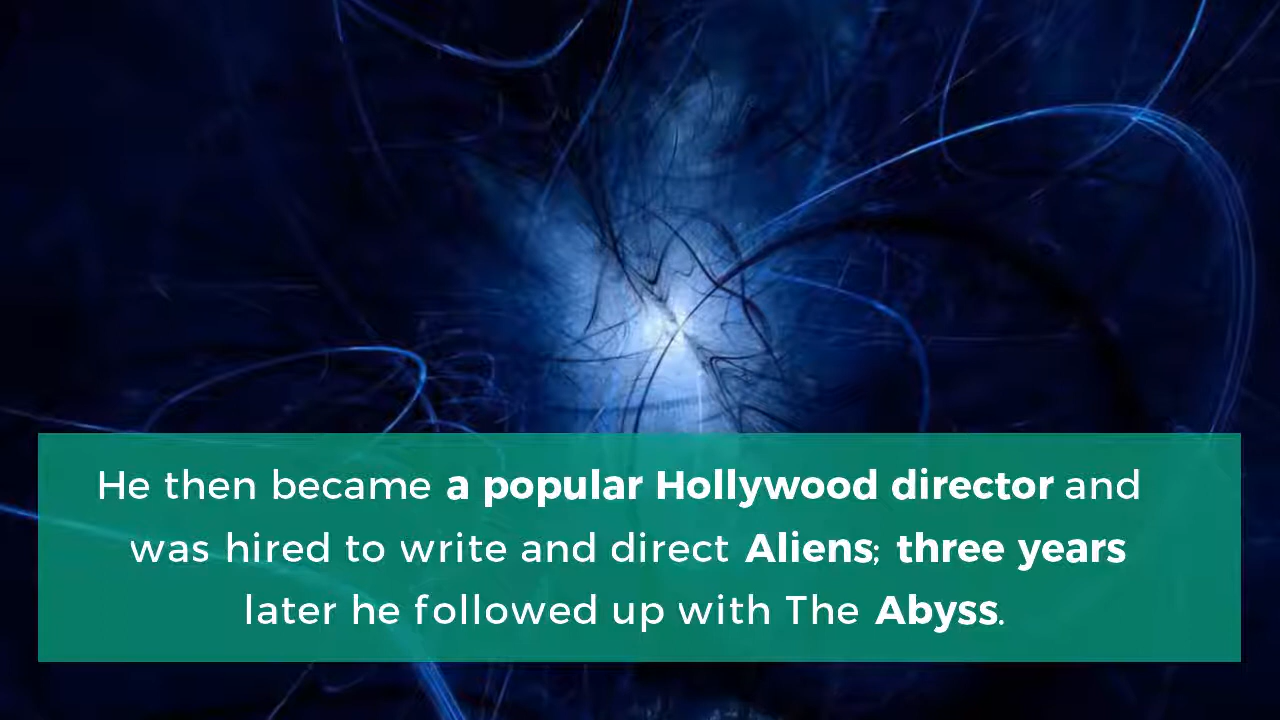 He then became a popular Hollywood director and
was hired to write and direct Aliens; three years
later he followed up with The Abyss.